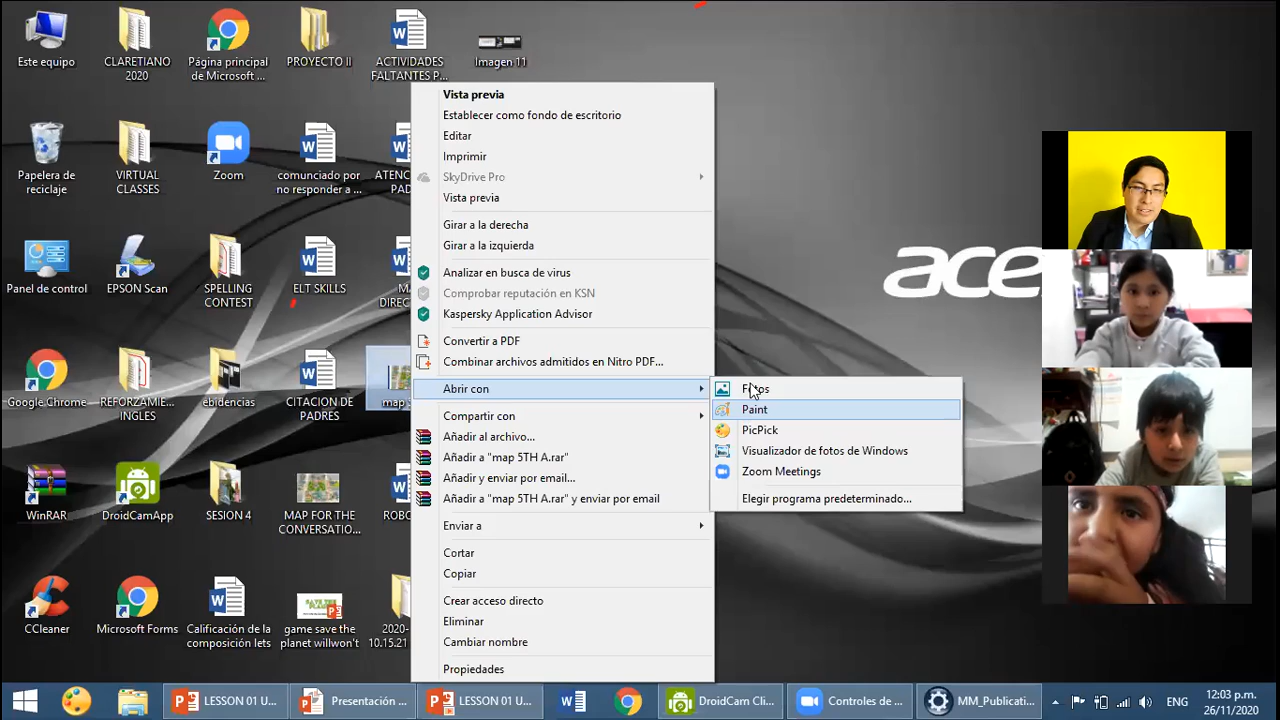 Este equipo
CLARETIANO
2020
Página principal
de Microsoft ...
PROYECTO II
ACTIVIDADES
FALTANTES P...
Imagen 11
Papelera de
reciclaje
VIRTUAL
CLASSES
Zoom
comunciado por
no responder a ...
Panel de control
EPSON Scan
SPELLING
CONTEST
ELT SKILLS
Google Chrome
REFORZAMIE...
INGLES
ebidencias
CITACION DE
PADRES
map
WinRAR
DroidCamApp
SESION 4
MAP FOR THE
CONVERSATIO...
CCleaner
Microsoft Forms
Calificación de la
composición lets
game save the
planet willwon't
2020-
10.15.21
Vista previa
Establecer como fondo de escritorio
Editar
Imprimir
SkyDrive Pro
Vista previa
Girar a la derecha
Girar a la izquierda
Analizar en busca de virus
Comprobar reputación en KSN
Kaspersky Application Advisor
Convertir a PDF
Combinar archivos admitidos en Nitro PDF...
Abrir con
Compartir con
Añadir al archivo...
Añadir a "map 5TH A.rar"
Añadir y enviar por email...
Añadir a "map 5TH A.rar" y enviar por email
Enviar a
Cortar
Copiar
Crear acceso directo
Eliminar
Cambiar nombre
Propiedades
Fotos
Paint
PicPick
Visualizador de fotos de Windows
Zoom Meetings
Elegir programa predeterminado...
LESSON 01 U...
Presentación ...
LESSON 01 U...
DroidCam Cli...
Controles de ...
MM_Publicati...
ENG
12:03 p.m.
26/11/2020